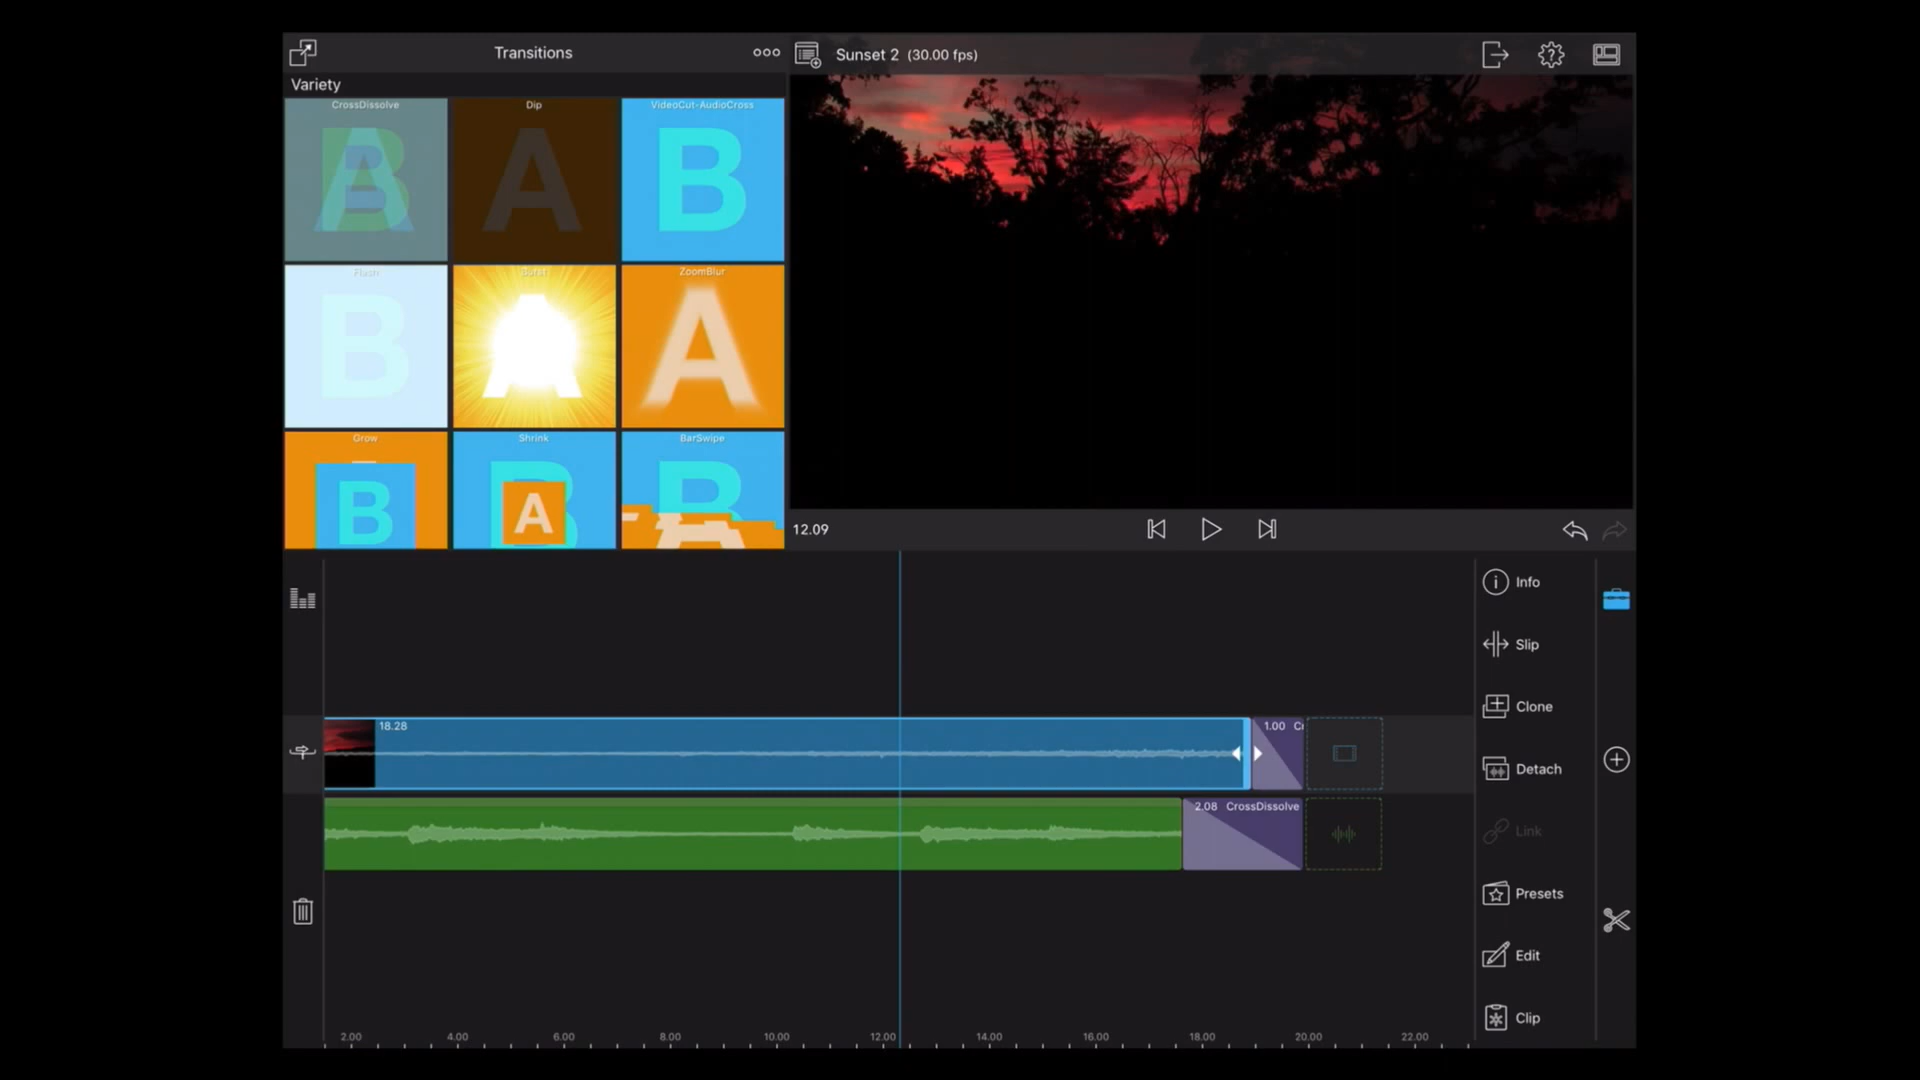 Transitions
Sunset 2 (30.00 fps)
Variety
CrossDissolve
Dip
VideoCut-AudioCross
A
B
A
B
Flash
Burst
ZoomBlur
B
A
A
Grow
Shrink
BarSwipe
B
B
A
B
A
12.09
Info
Slip
Clone
Detach
Link
Presets
Edit
Clip
18.28
1.00
2.08 CrossDissolve
2.00 4.00 6.00 8.00 10.00 12.00 14.00 16.00 18.00 20.00 22.00